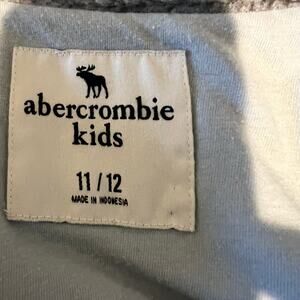 abercrombie
kids
11 / 12
MADE IN INDONESIA